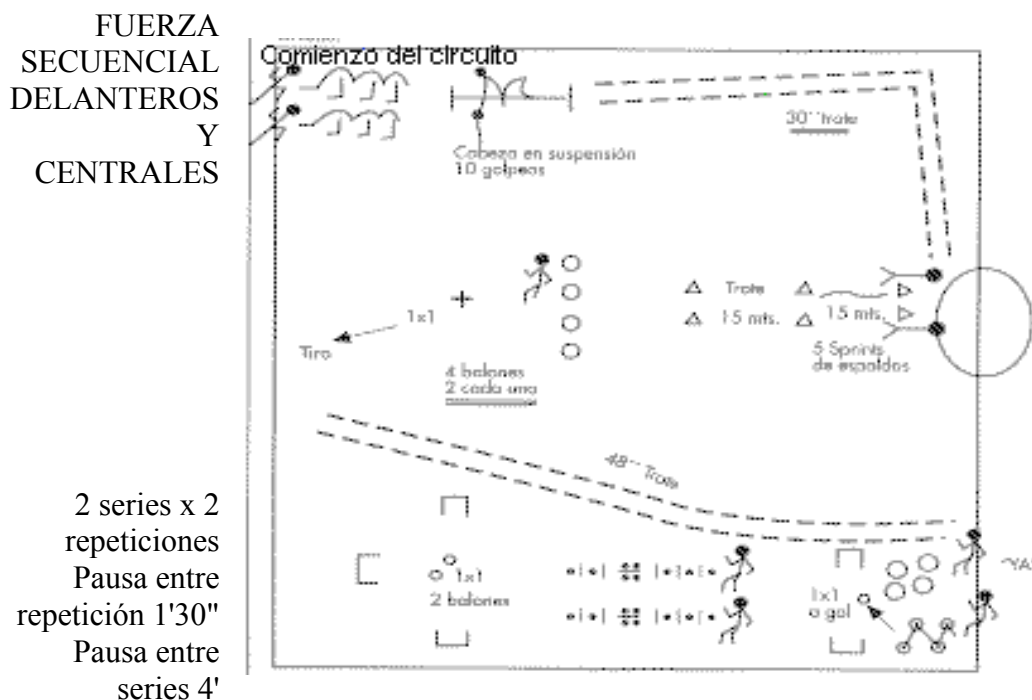 FUERZA
SECUENCIAL
DELANTEROS
Y
CENTRALES
Comienzo del circuito
30'' trote
Cabeza en suspensión
10 golpeos
1x1
Tiro
4 balones
2 cada uno
Trote
15 mts.
15 mts.
5 Sprints
de espaldas
48'' Trote
2 series x 2
repeticiones
Pausa entre
repetición 1'30"
Pausa entre
series 4'
1x1
2 balones
1x1
a gol